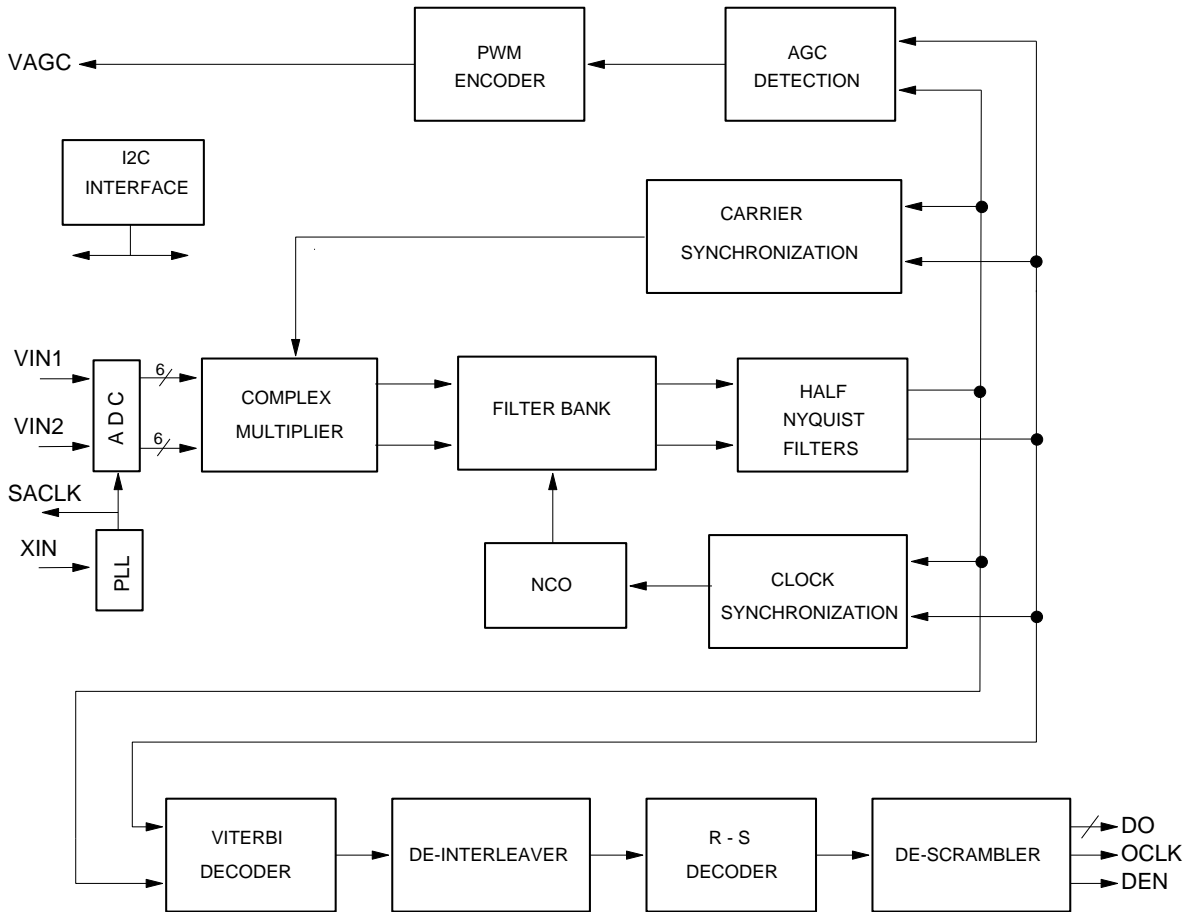 VAGC
PWM
ENCODER
AGC
DETECTION
I2C
INTERFACE
CARRIER
SYNCHRONIZATION
VIN1
VIN2
SACLK
XIN
A D C
PLL
6
6
COMPLEX
MULTIPLIER
FILTER BANK
HALF
NYQUIST
FILTERS
NCO
CLOCK
SYNCHRONIZATION
VITERBI
DECODER
DE-INTERLEAVER
R - S
DECODER
DE-SCRAMBLER
DO
OCLK
DEN